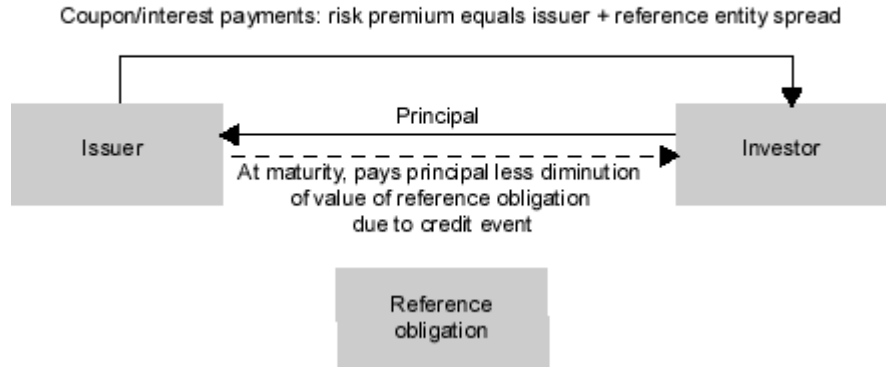 Coupon/interest payments: risk premium equals issuer + reference entity spread
Principal
Issuer
Investor
At maturity, pays principal less diminution
of value of reference obligation
due to credit event
Reference
obligation